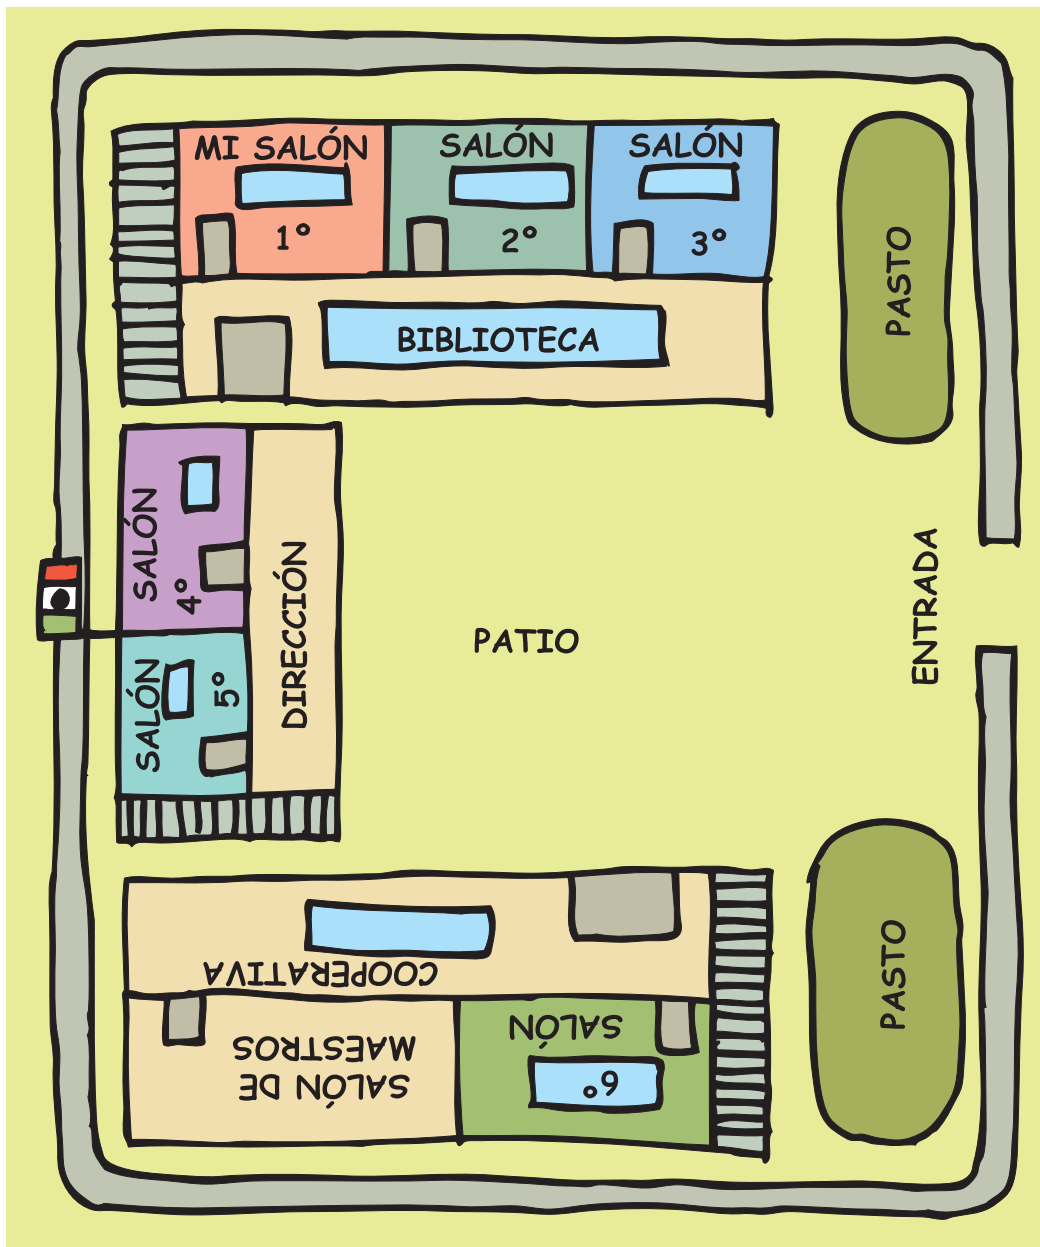 MI SALÓN
1°
SALÓN
2°
SALÓN
3°
BIBLIOTECA
PASTO
SALÓN
4°
SALÓN
5°
DIRECCIÓN
PATIO
ENTRADA
COOPERATIVA
SALÓN DE
MAESTROS
SALÓN
6°
PASTO